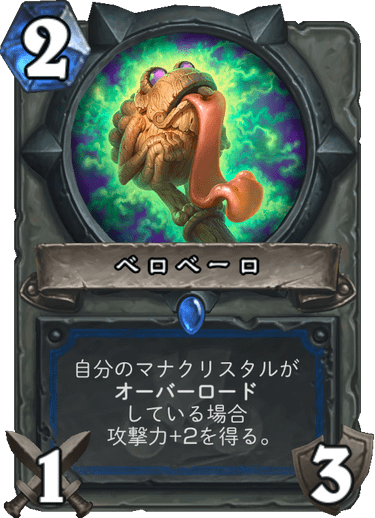 2
ベロベーロ
自分のマナクリスタルが
オーバーロード
している場合
攻撃力+2を得る。
1
3